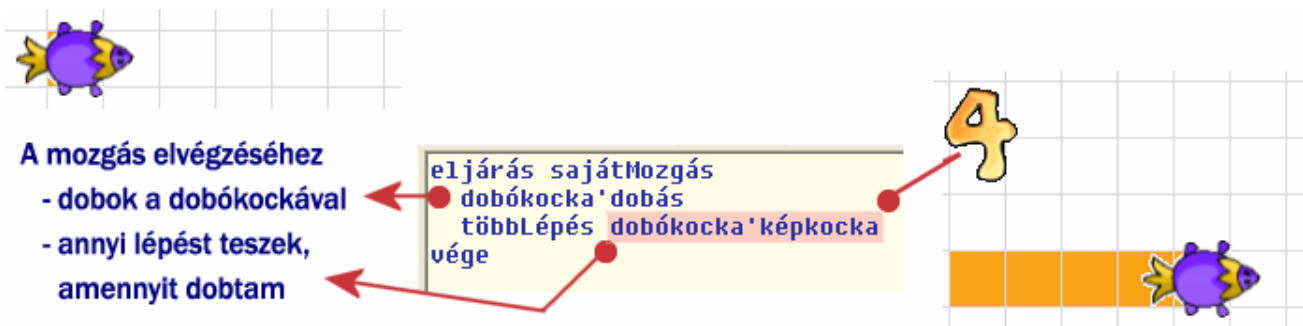 A mozgás elvégzéséhez
- dobok a dobókockával
- annyi lépést teszek,
amennyit dobtam
eljárás sajátMozgás
dobókocka'dobás
többLépés dobókocka'képkocka
vége
4